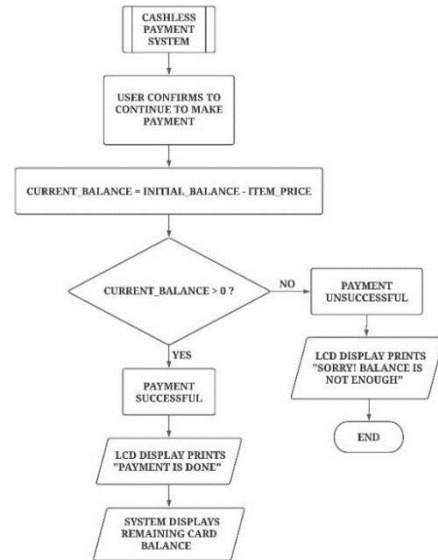 CASHLESS
PAYMENT
SYSTEM
USER CONFIRMS TO
CONTINUE TO MAKE
PAYMENT
CURRENT_BALANCE = INITIAL_BALANCE - ITEM_PRICE
CURRENT_BALANCE > 0 ?
NO
PAYMENT
UNSUCCESSFUL
LCD DISPLAY PRINTS
"SORRY! BALANCE IS
NOT ENOUGH"
END
YES
PAYMENT
SUCCESSFUL
LCD DISPLAY PRINTS
"PAYMENT IS DONE"
SYSTEM DISPLAYS
REMAINING CARD
BALANCE